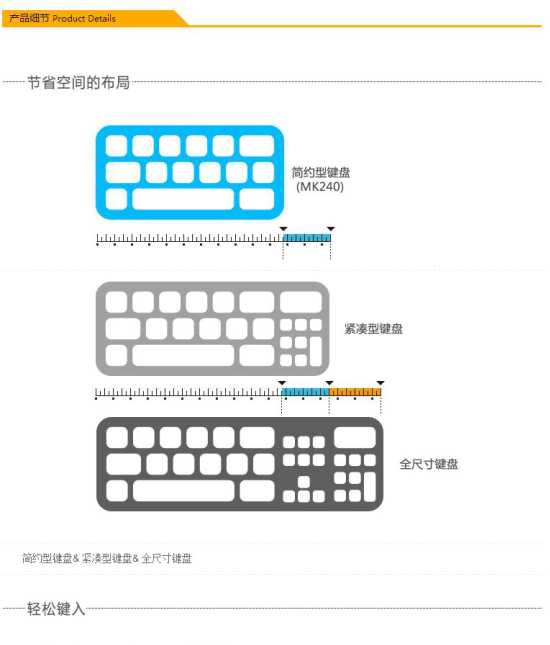 产品细节 Product Details
节省空间的布局
简约型键盘
(MK240)
紧凑型键盘
全尺寸键盘
简约型键盘& 紧凑型键盘& 全尺寸键盘
轻松键入